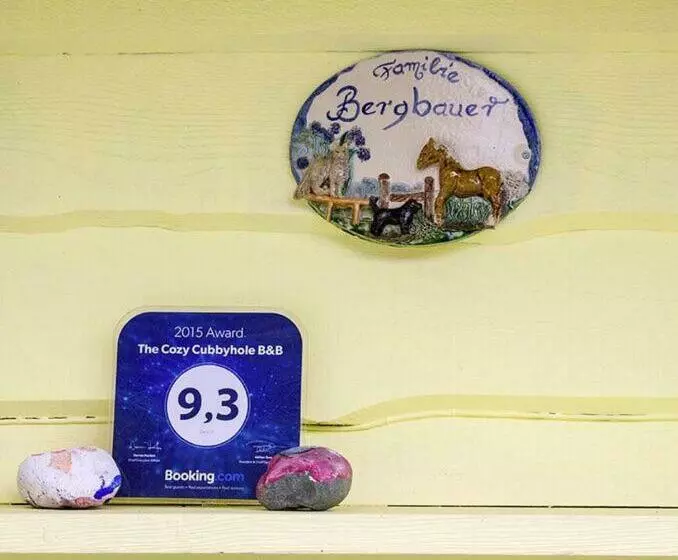 Familie
Bergbauer
2015 Award
The Cozy Cubbyhole B&B
9,3
Booking.com